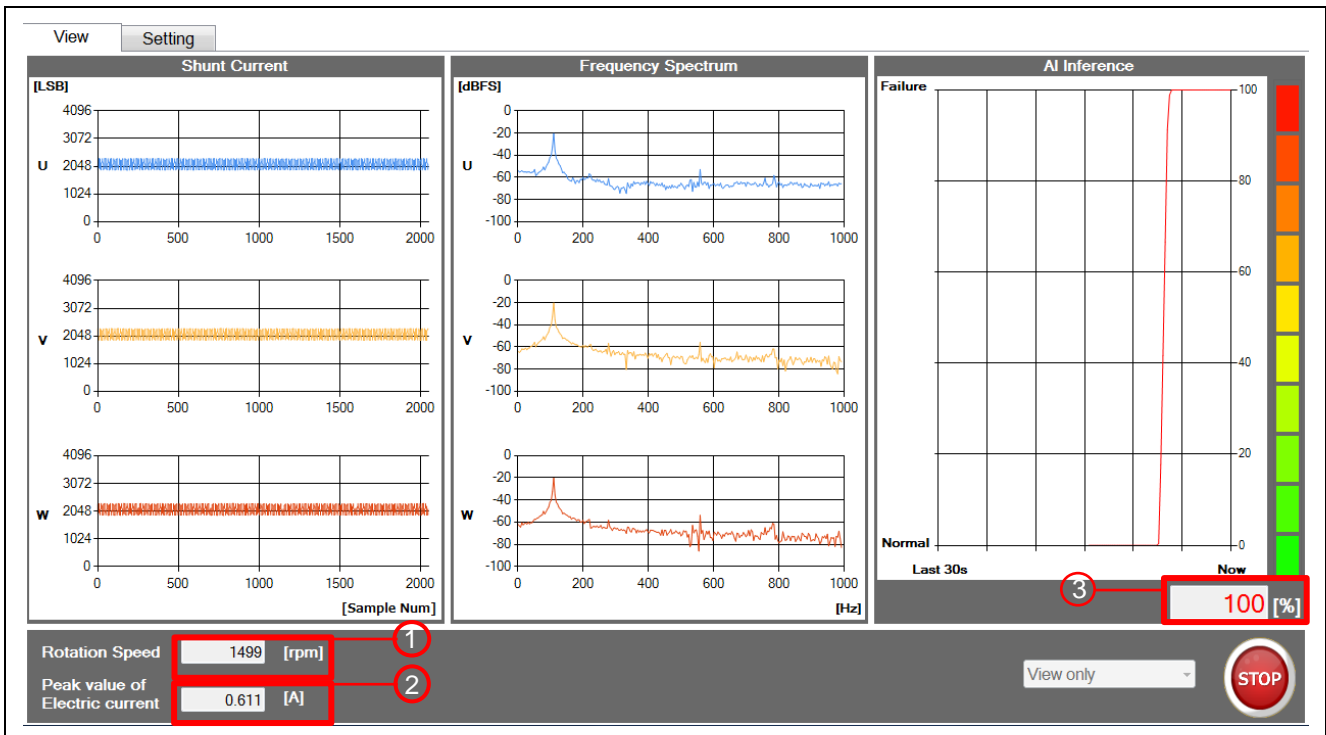 View Setting
Shunt Current
[LSB]
4096
3072
U 2048
1024
0
0 500 1000 1500 2000
4096
3072
V 2048
1024
0
0 500 1000 1500 2000
4096
3072
W 2048
1024
0
0 500 1000 1500 2000
[Sample Num]
Frequency Spectrum
[dBFS]
0
-20
-40
U
-60
-80
-100
0 200 400 600 800 1000
0
-20
-40
V
-60
-80
-100
0 200 400 600 800 1000
0
-20
-40
W
-60
-80
-100
0 200 400 600 800 1000
[Hz]
AI Inference
Failure
100
80
60
40
20
Normal 0
Last 30s Now
3
100 [%]
Rotation Speed 1499 [rpm]
1
Peak value of
Electric current 0.611 [A]
2
View only
STOP